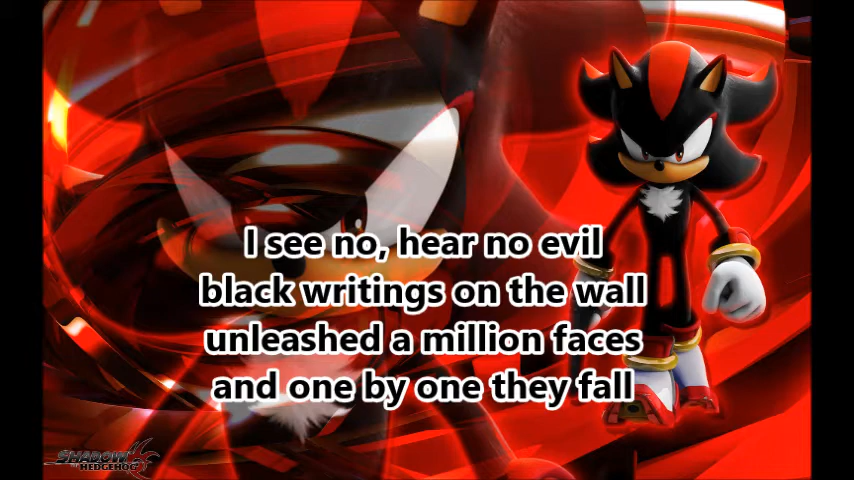 I see no, hear no evil
black writings on the wall
unleashed a million faces
and one by one they fall
SHADOW
THE HEDGEHOG